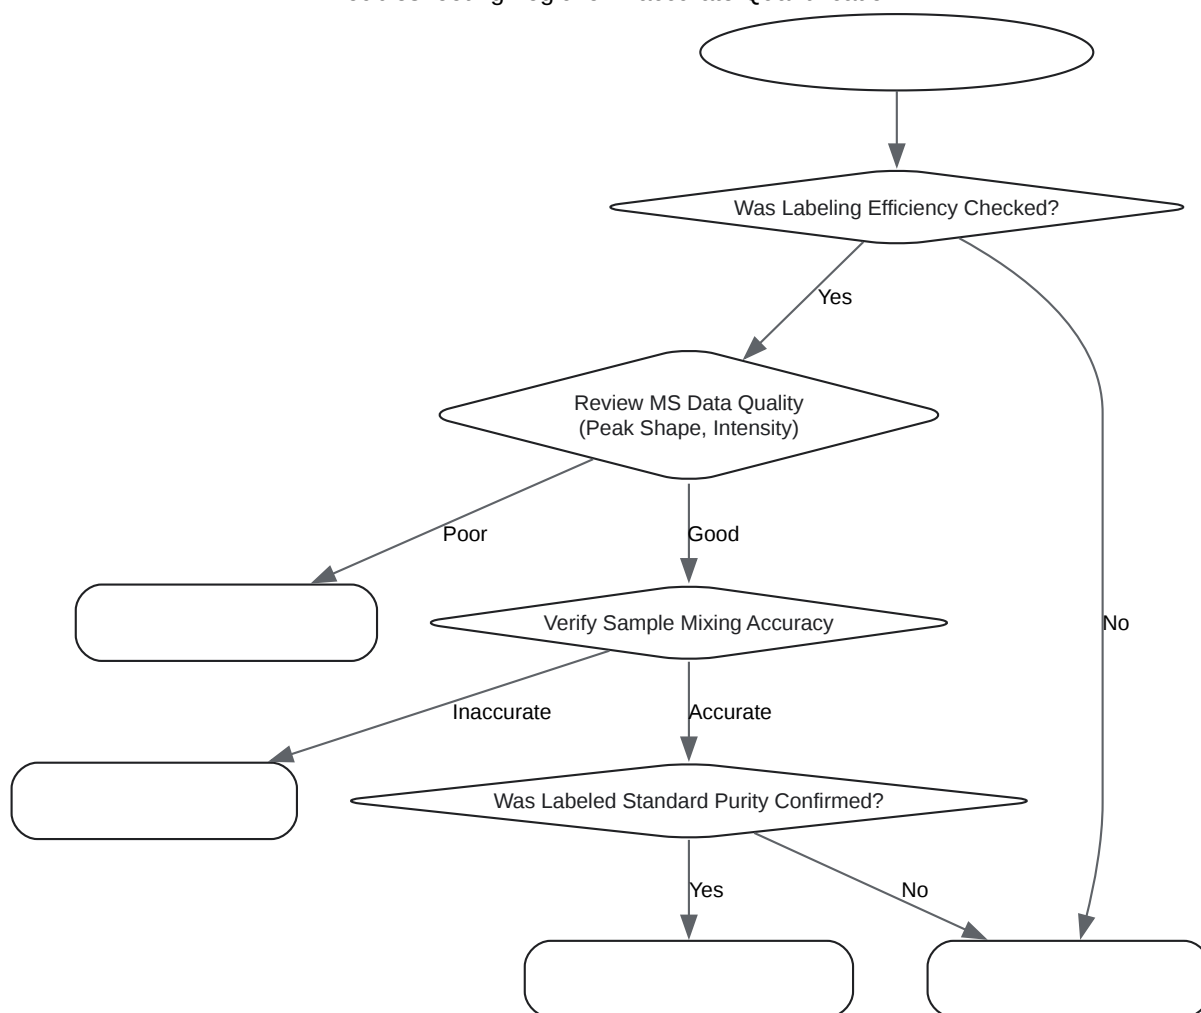 Was Labeling Efficiency Checked?
Yes
Review MS Data Quality
(Peak Shape, Intensity)
Poor
Good
Verify Sample Mixing Accuracy
No
Inaccurate
Accurate
Was Labeled Standard Purity Confirmed?
Yes
No